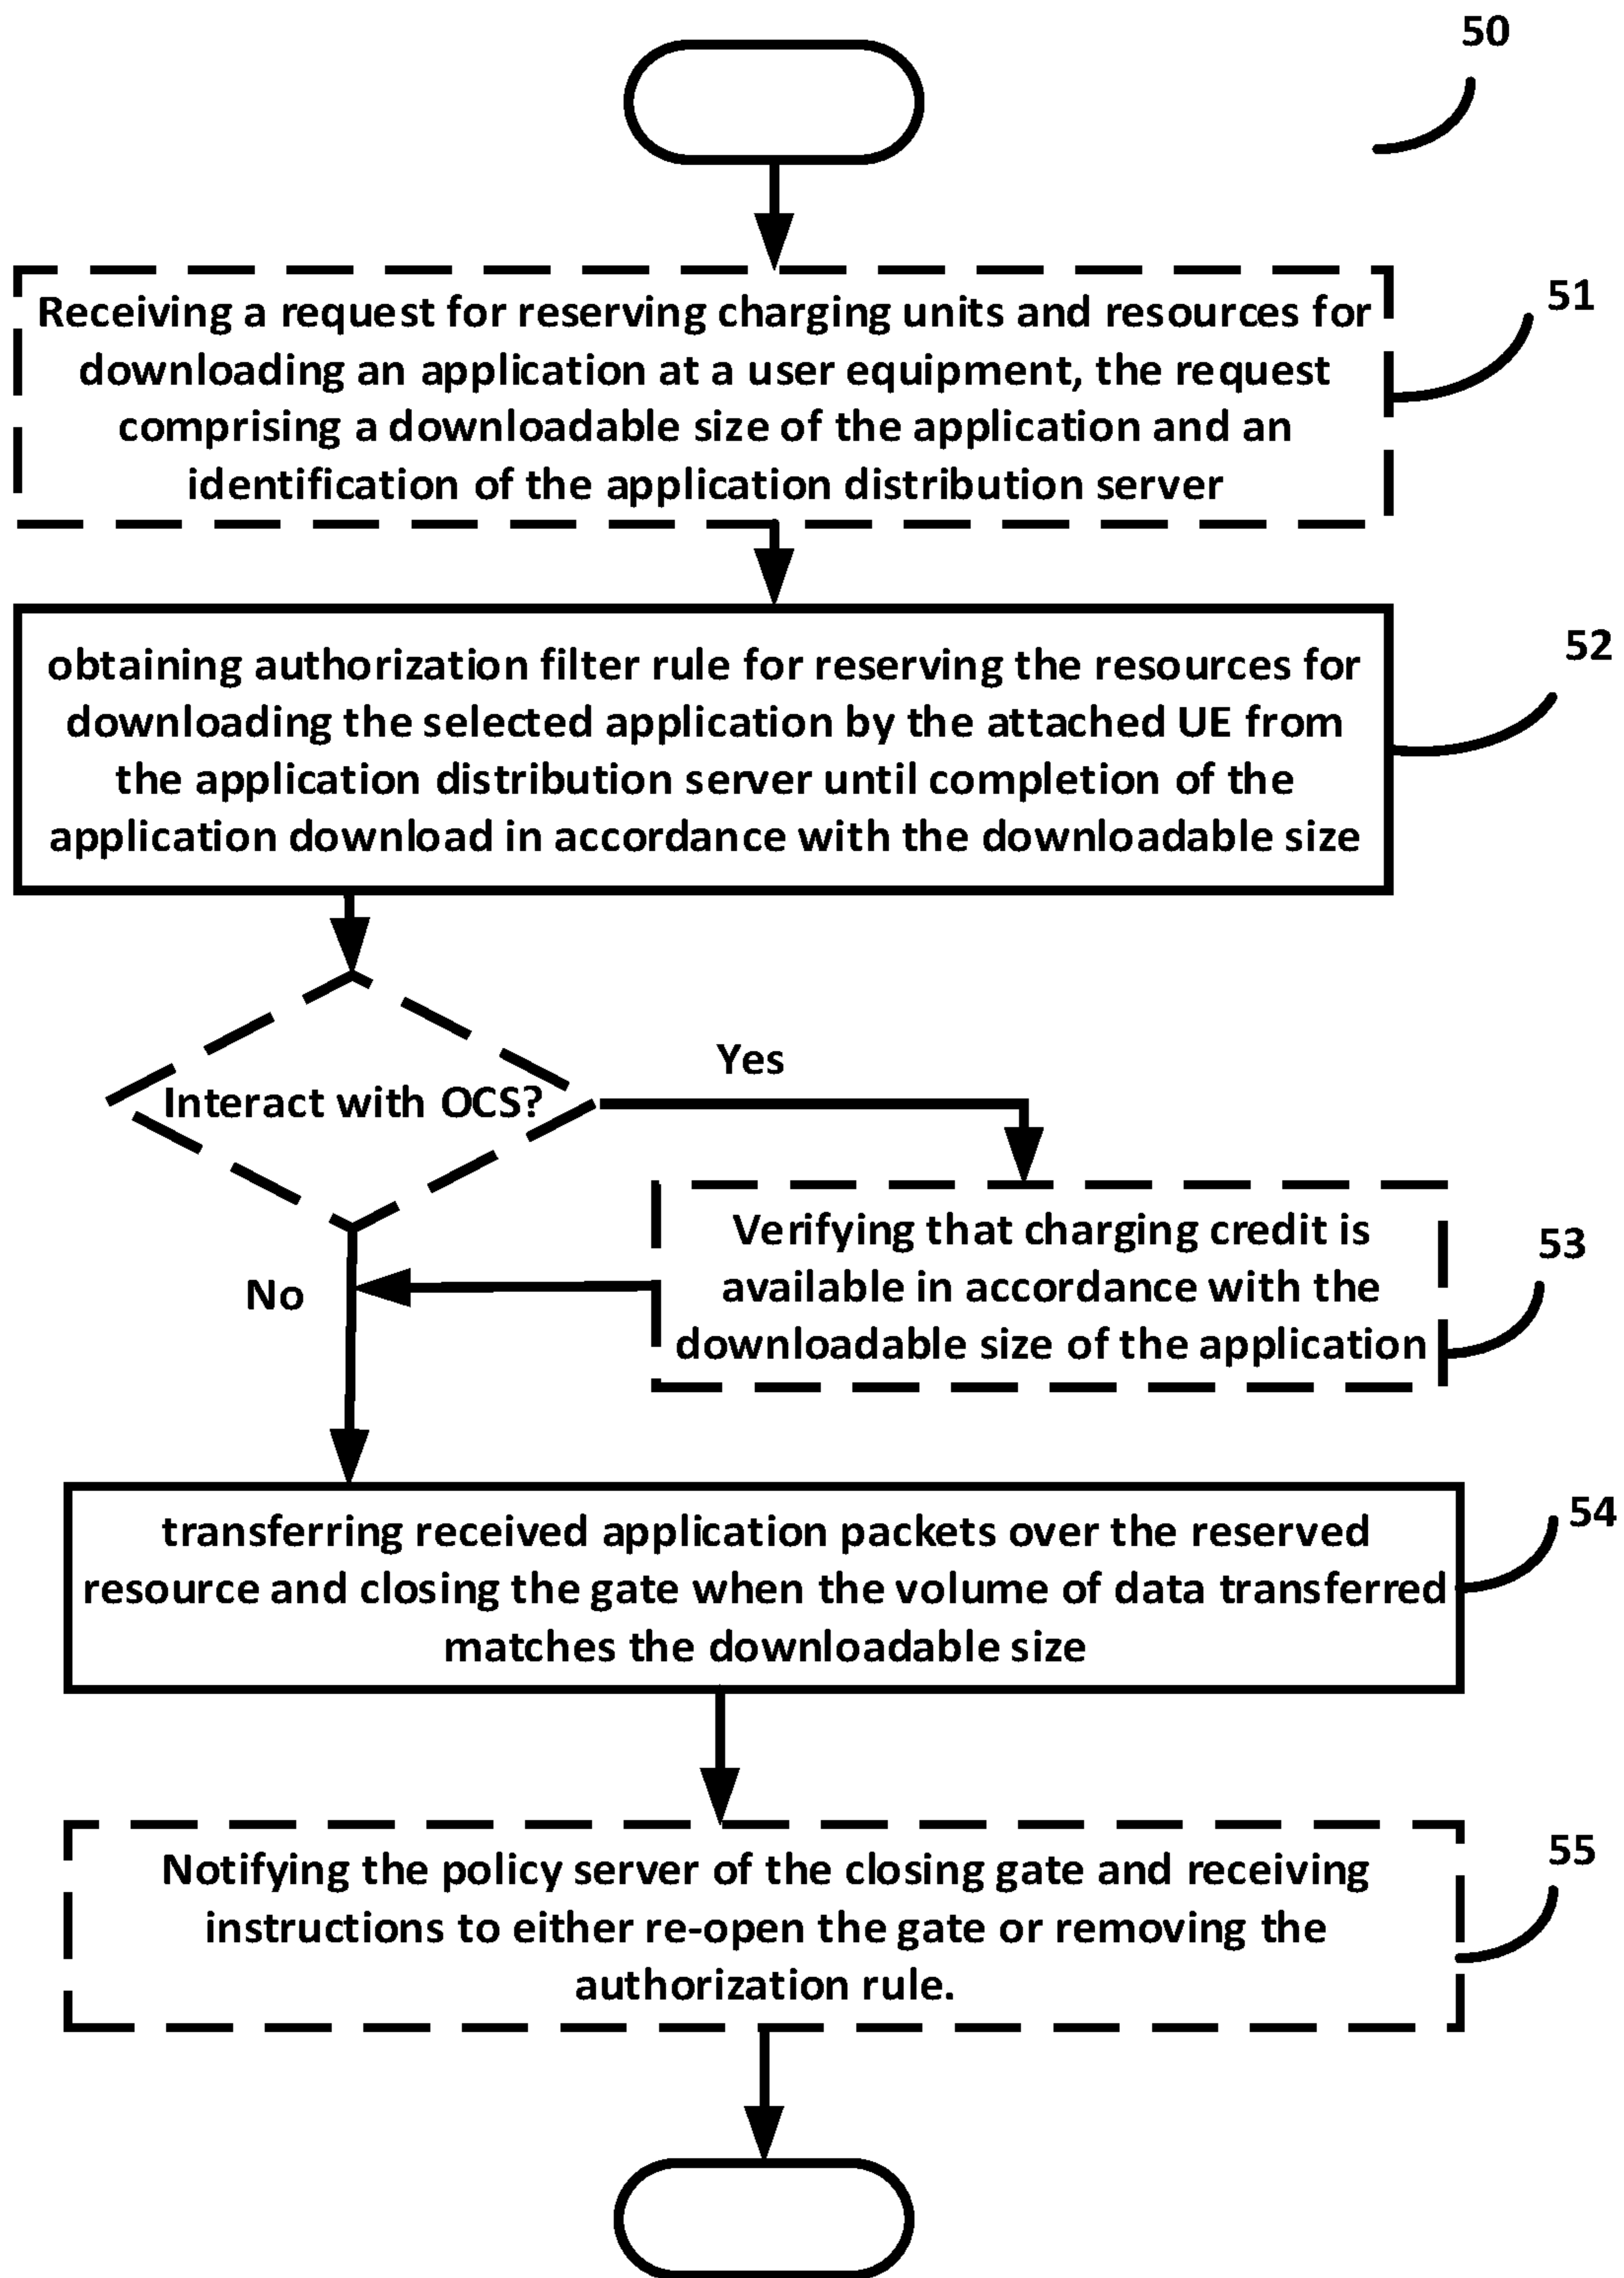 50
Receiving a request for reserving charging units and resources for
downloading an application at a user equipment, the request
comprising a downloadable size of the application and an
identification of the application distribution server
51
obtaining authorization filter rule for reserving the resources for
downloading the selected application by the attached UE from
the application distribution server until completion of the
application download in accordance with the downloadable size
52
Interact with OCS?
Yes
No
Verifying that charging credit is
available in accordance with the
downloadable size of the application
53
transferring received application packets over the reserved
resource and closing the gate when the volume of data transferred
matches the downloadable size
54
Notifying the policy server of the closing gate and receiving
instructions to either re-open the gate or removing the
authorization rule.
55